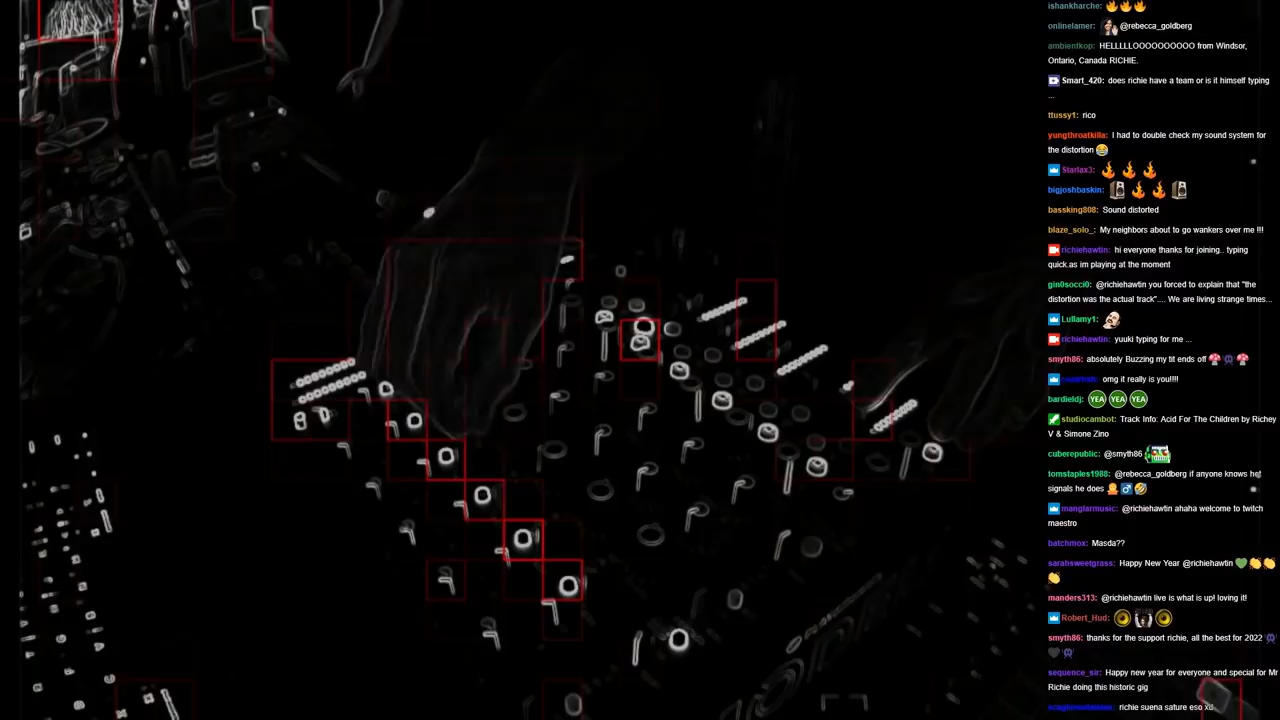 ishankharche:
onlinelamer: @rebecca_goldberg
ambientkop: HELLLLLOOOOOOOOOO from Windsor,
Ontario, Canada RICHIE.
Smart_420: does richie have a team or is it himself typing
...
ttussy1: rico
yungthroatkilla: I had to double check my sound system for
the distortion
Starlax3:
bigjoshbaskin:
bassking808: Sound distorted
blaze_solo_: My neighbors about to go wankers over me !!!
richiehawtin: hi everyone thanks for joining.. typing
quick.as im playing at the moment
gin0socci0: @richiehawtin you forced to explain that "the
distortion was the actual track".... We are living strange times...
Lullamy1:
richiehawtin: yuuki typing for me ...
smyth86: absolutely Buzzing my tit ends off
omg it really is you!!!!
bardieldj: YEA YEA YEA
studiocambot: Track Info: Acid For The Children by Richey
V & Simone Zino
cuberepublic: @smyth86
tomstaples1988: @rebecca_goldberg if anyone knows he
signals he does
manglarmusic: @richiehawtin ahaha welcome to twitch
maestro
batchmox: Masda??
sarahsweetgrass: Happy New Year @richiehawtin
manders313: @richiehawtin live is what is up! loving it!
Robert_Hud:
smyth86: thanks for the support richie, all the best for 2022
sequence_sir: Happy new year for everyone and special for Mr
Richie doing this historic gig
richie suena sature eso xd